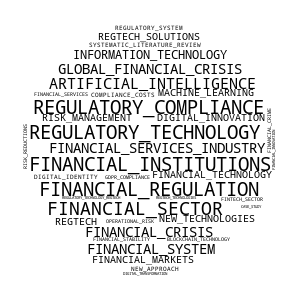 REGULATORY_SYSTEM
REGTECH_SOLUTIONS
SYSTEMATIC_LITERATURE_REVIEW
INFORMATION_TECHNOLOGY
GLOBAL_FINANCIAL_CRISIS
ARTIFICIAL_INTELLIGENCE
FINANCIAL_SERVICES COMPLIANCE_COSTS MACHINE_LEARNING
REGULATORY_COMPLIANCE
RISK_MANAGEMENT DIGITAL_INNOVATION
REGULATORY_TECHNOLOGY
FINANCIAL_CRIME
RISK_REDUCTIONS
FINANCIAL_SERVICES_INDUSTRY
FINANCIAL_INSTITUTIONS
DIGITAL_IDENTITY GDPR_COMPLIANCE FINANCIAL_TECHNOLOGY
FINANCIAL_REGULATION
FINTECH_SECTOR
FINANCIAL_SECTOR
CASE_STUDY
REGTECH OPERATIONAL_RISK NEW_TECHNOLOGIES
FINANCIAL_CRISIS
FINANCIAL_STABILITY BLOCKCHAIN_TECHNOLOGY
FINANCIAL_SYSTEM
FINANCIAL_MARKETS
NEW_APPROACH
DIGITAL_TRANSFORMATION